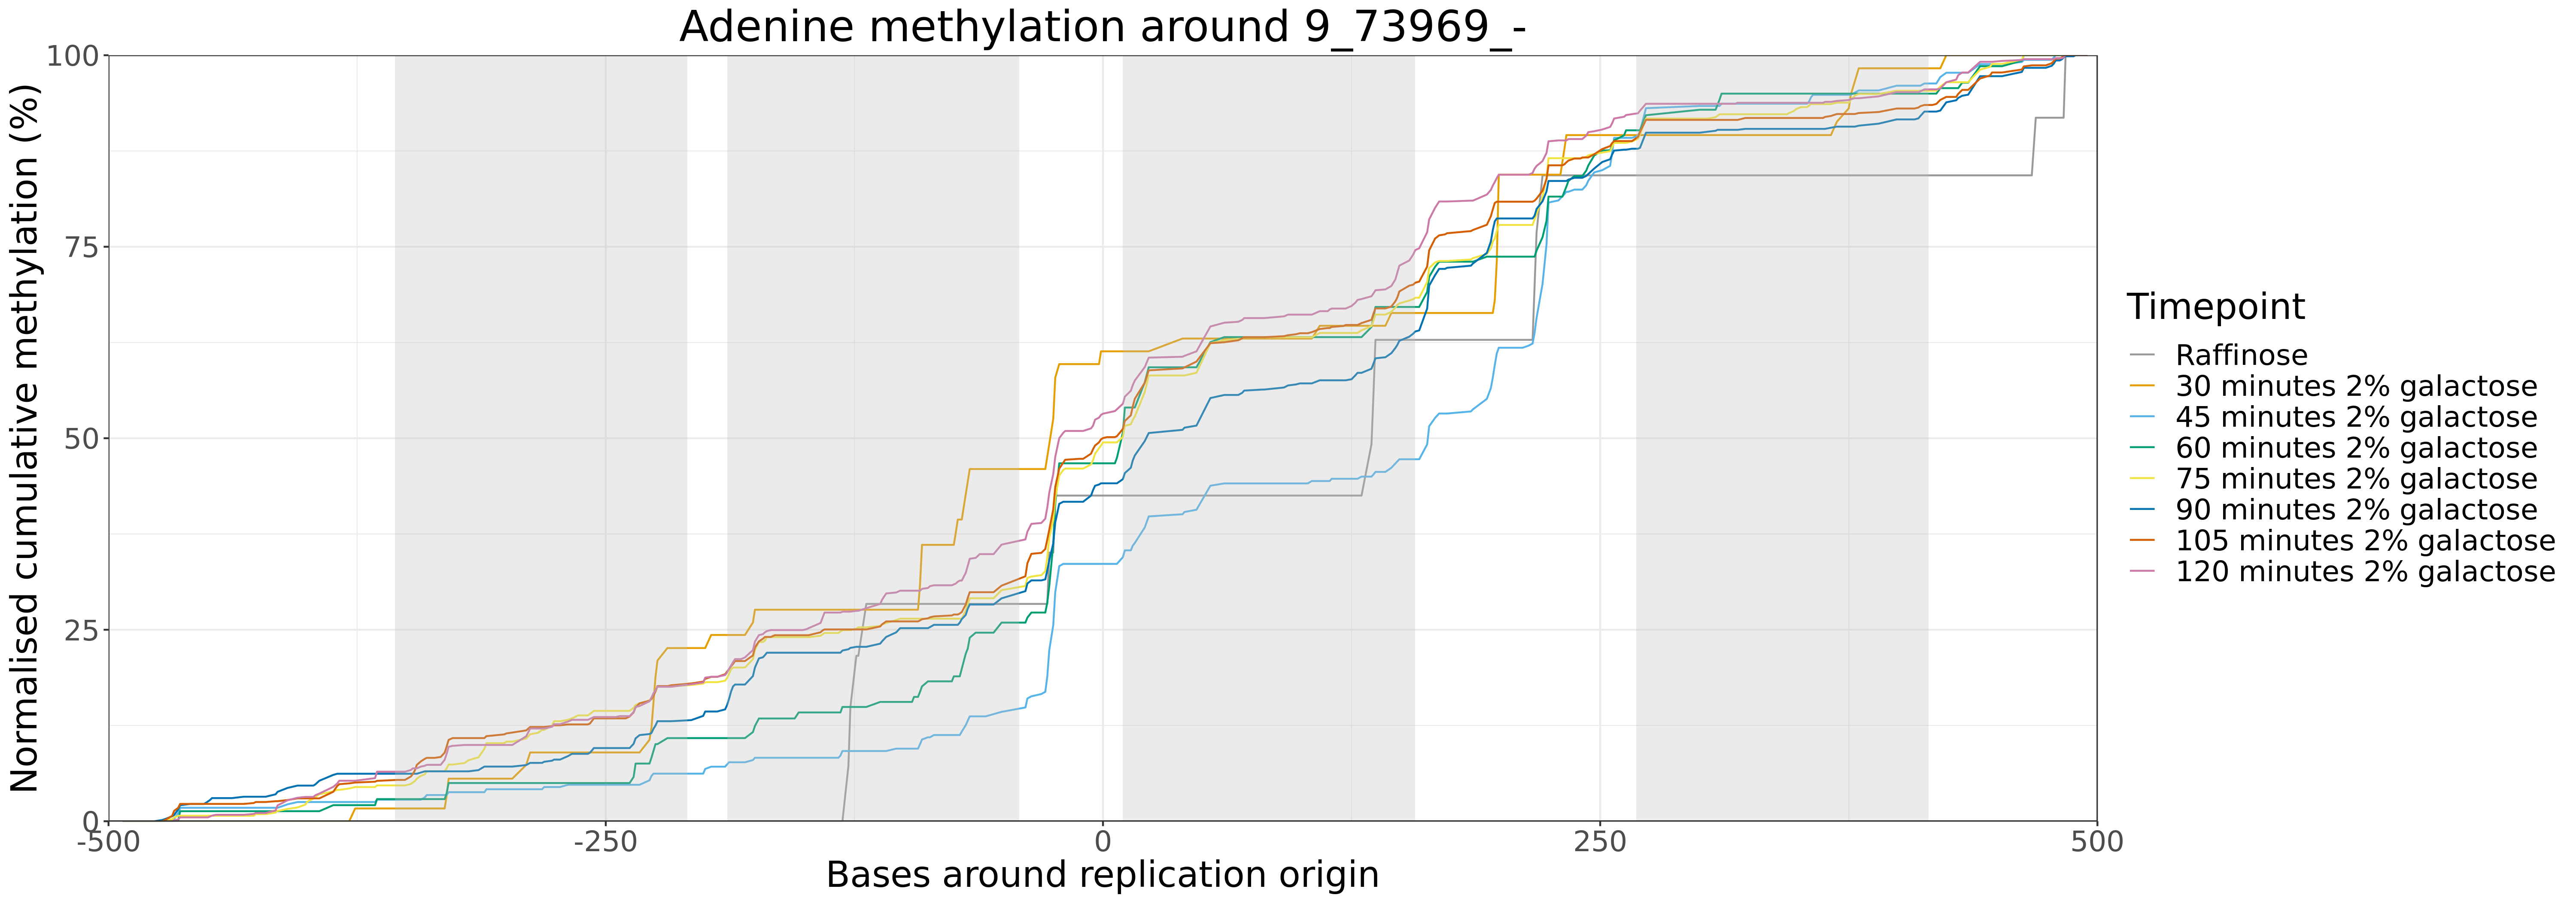 Adenine methylation around 9_73969_-
Normalised cumulative methylation (%)
100
75
50
25
0
-500
-250
0
250
500
Bases around replication origin
Timepoint
Raffinose
30 minutes 2% galactose
45 minutes 2% galactose
60 minutes 2% galactose
75 minutes 2% galactose
90 minutes 2% galactose
105 minutes 2% galactose
120 minutes 2% galactose